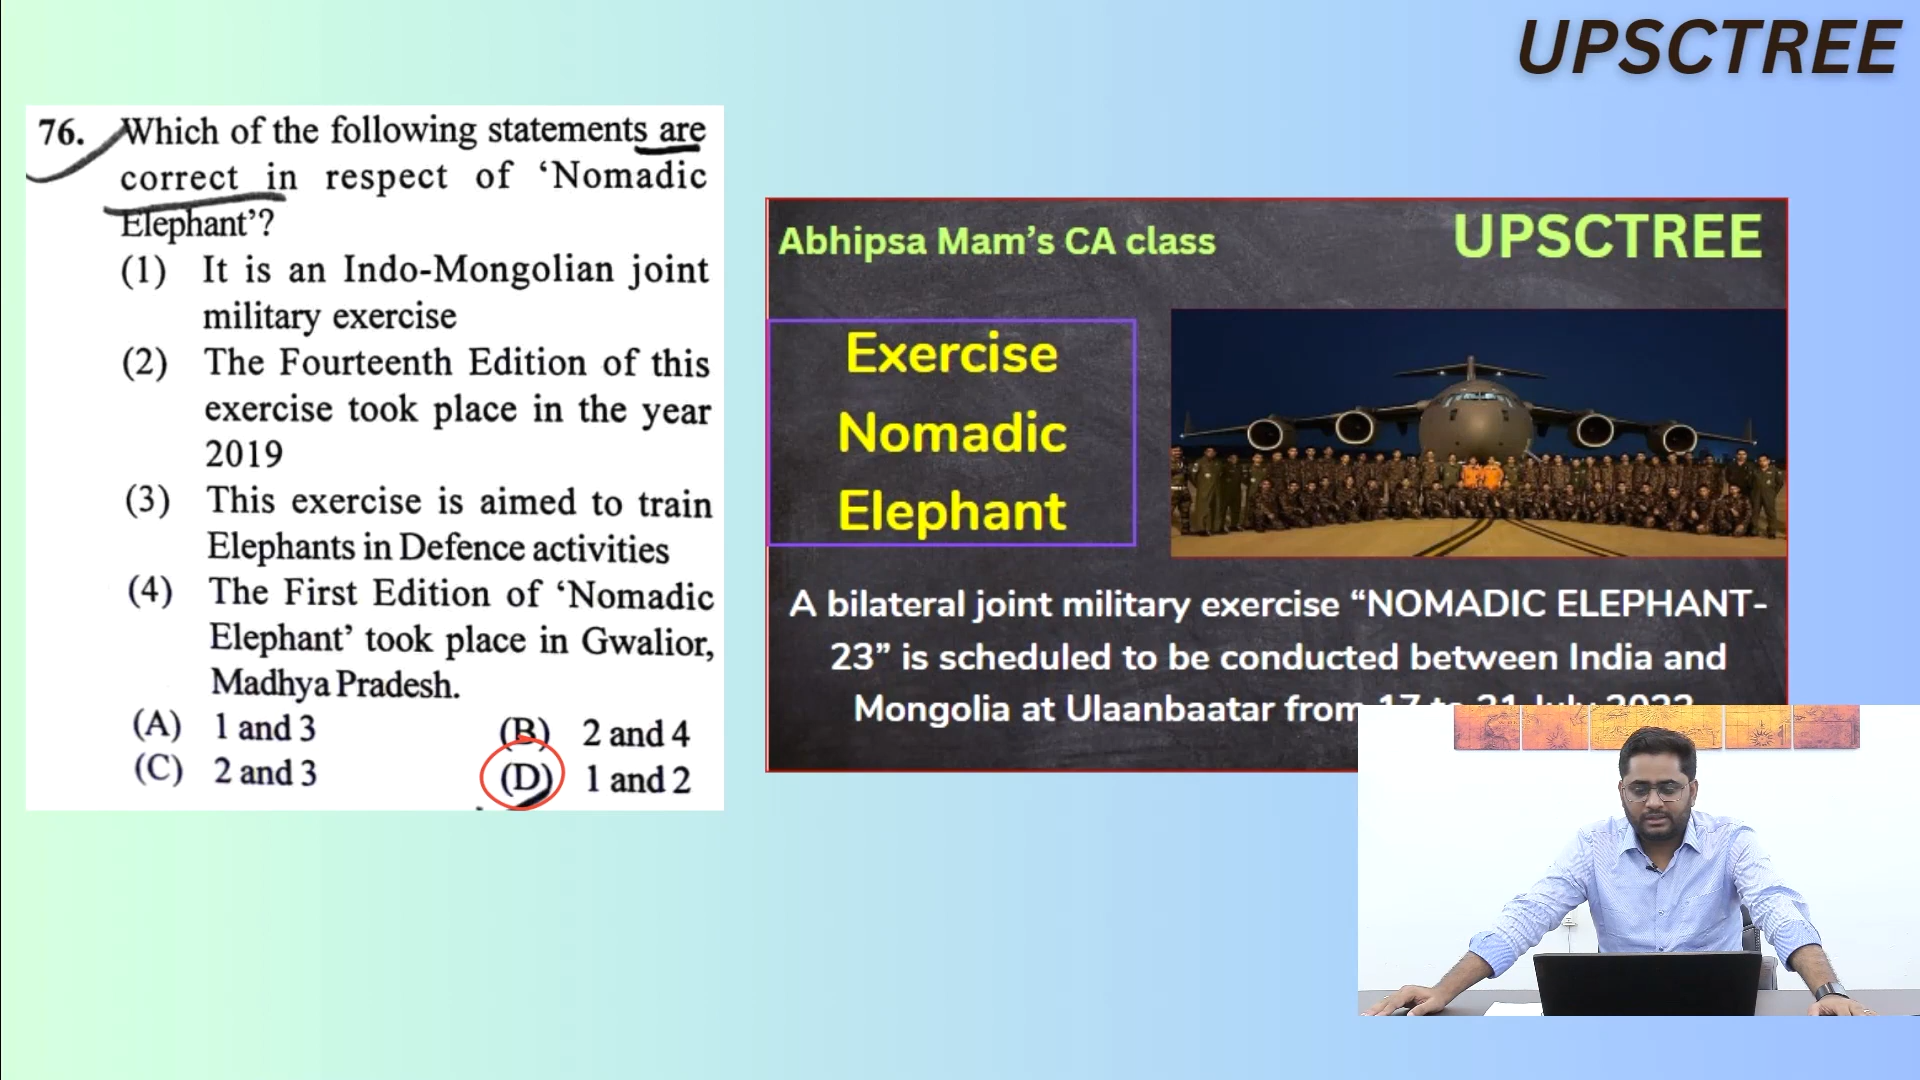 UPSCTREE
76. Which of the following statements are
correct in respect of ‘Nomadic
Elephant’?
(1) It is an Indo-Mongolian joint
military exercise
(2) The Fourteenth Edition of this
exercise took place in the year
2019
(3) This exercise is aimed to train
Elephants in Defence activities
(4) The First Edition of ‘Nomadic
Elephant’ took place in Gwalior,
Madhya Pradesh.
(A) 1 and 3 (B) 2 and 4
(C) 2 and 3 (D) 1 and 2
Abhipsa Mam’s CA class UPSCTREE
Exercise
Nomadic
Elephant
A bilateral joint military exercise “NOMADIC ELEPHANT-
23” is scheduled to be conducted between India and
Mongolia at Ulaanbaatar from 17 to 31 July 2023